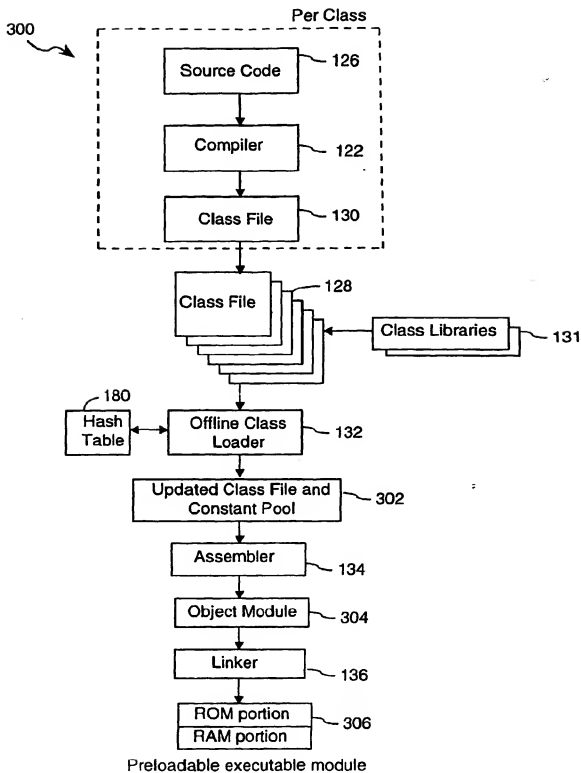 Per Class
300
Source Code
126
Compiler
122
Class File
130
Class File
128
Class Libraries
131
180
Hash
Table
Offline Class
Loader
132
Updated Class File and
Constant Pool
302
Assembler
134
Object Module
304
Linker
136
ROM portion
306
RAM portion
Preloadable executable module